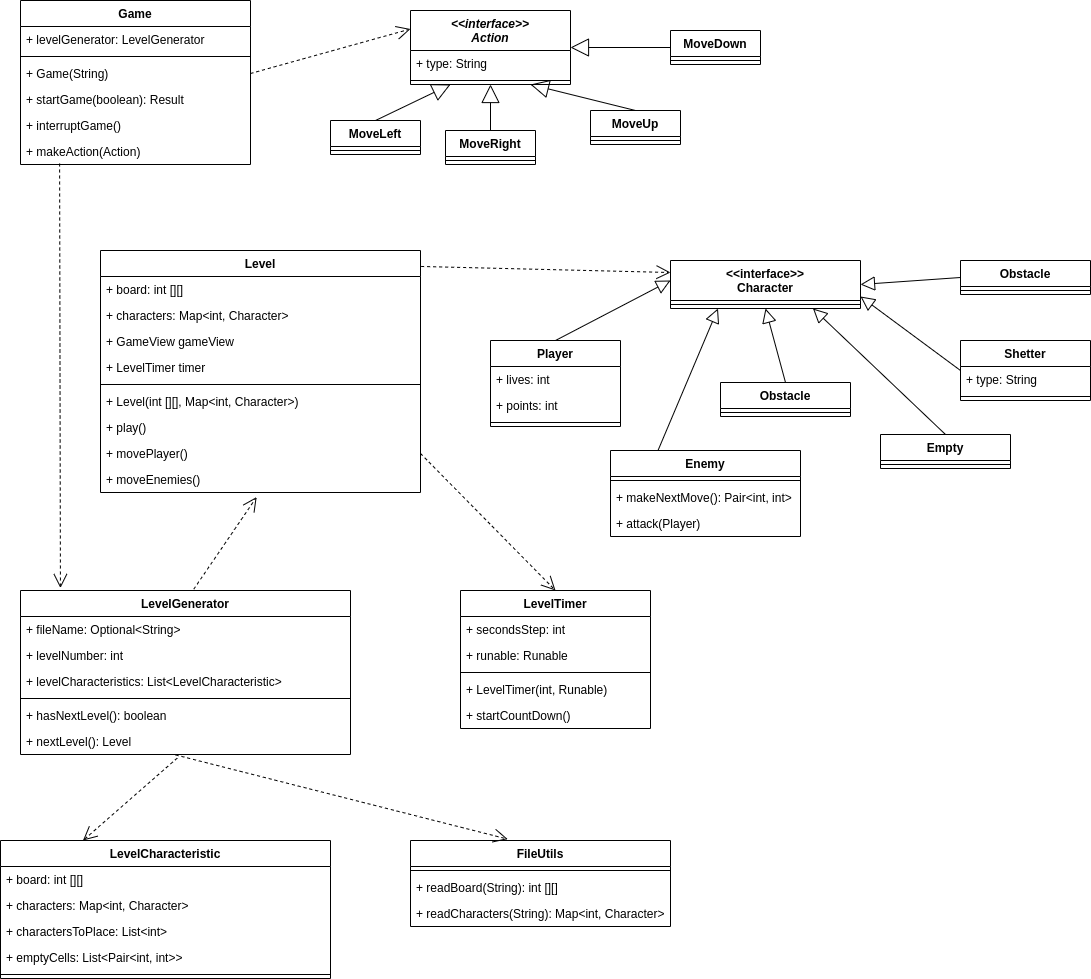 Game
+ levelGenerator: LevelGenerator
+ Game(String)
+ startGame(boolean): Result
+ interruptGame()
+ makeAction(Action)
<<interface>>
Action
+ type: String
MoveDown
MoveLeft
MoveRight
MoveUp
Level
+ board: int [][]
+ characters: Map<int, Character>
+ GameView gameView
+ LevelTimer timer
+ Level(int [][], Map<int, Character>)
+ play()
+ movePlayer()
+ moveEnemies()
<<interface>>
Character
Obstacle
Player
+ lives: int
+ points: int
Shetter
+ type: String
Obstacle
Empty
Enemy
+ makeNextMove(): Pair<int, int>
+ attack(Player)
LevelGenerator
+ fileName: Optional<String>
+ levelNumber: int
+ levelCharacteristics: List<LevelCharacteristic>
+ hasNextLevel(): boolean
+ nextLevel(): Level
LevelTimer
+ secondsStep: int
+ runable: Runable
+ LevelTimer(int, Runable)
+ startCountDown()
LevelCharacteristic
+ board: int [][]
+ characters: Map<int, Character>
+ charactersToPlace: List<int>
+ emptyCells: List<Pair<int, int>>
FileUtils
+ readBoard(String): int [][]
+ readCharacters(String): Map<int, Character>